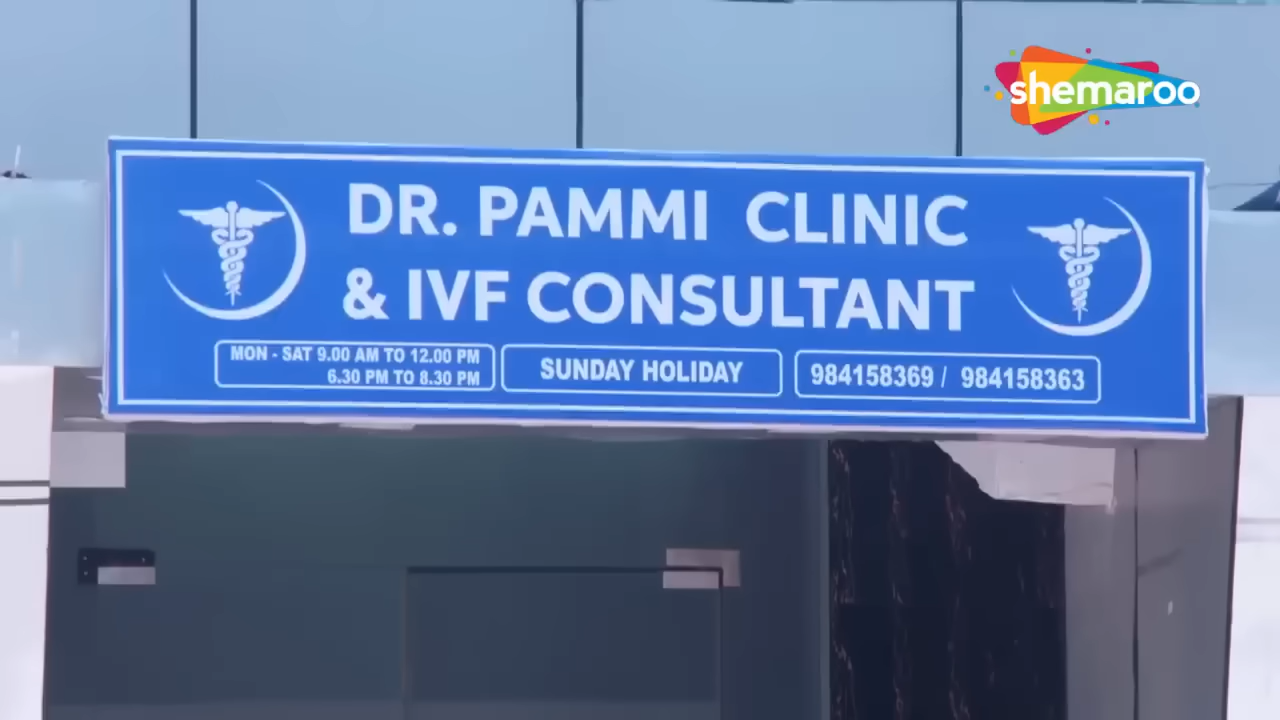 shemaroo
DR. PAMMI CLINIC
& IVF CONSULTANT
MON - SAT 9.00 AM TO 12.00 PM
6.30 PM TO 8.30 PM
SUNDAY HOLIDAY
984158369 / 984158363